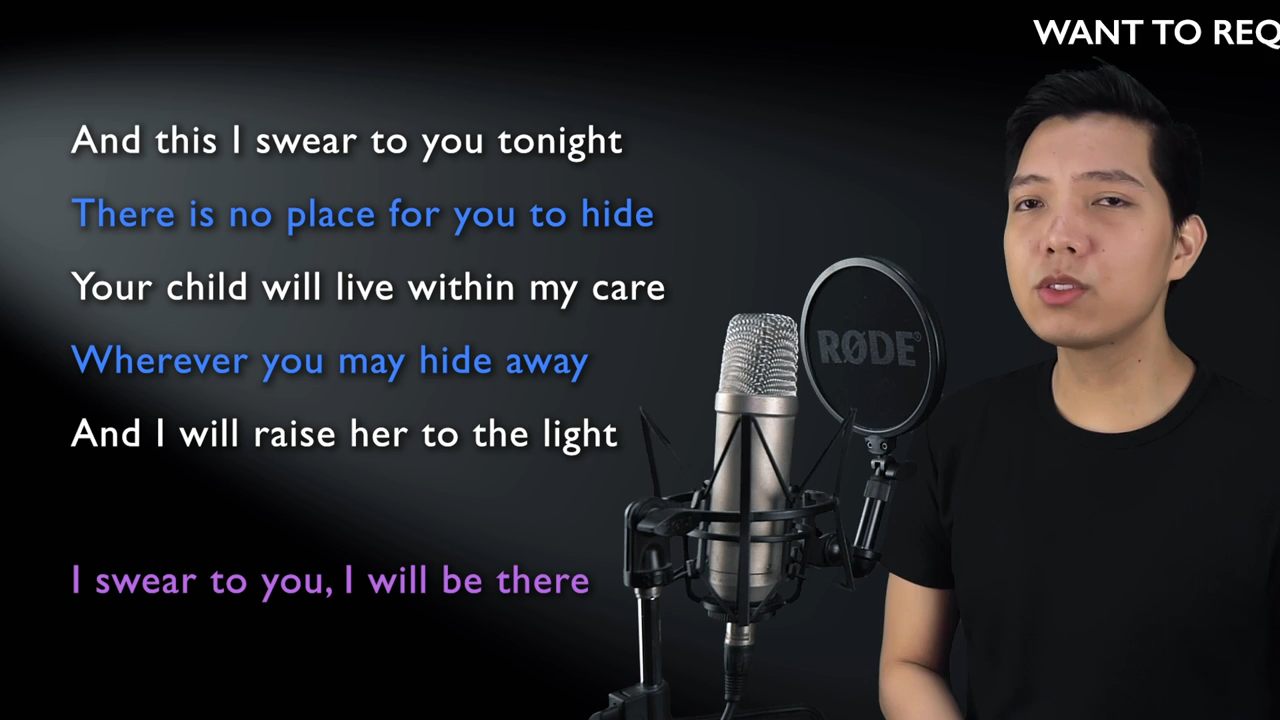 WANT TO REQ
And this I swear to you tonight
There is no place for you to hide
Your child will live within my care
Wherever you may hide away
And I will raise her to the light
I swear to you, I will be there
RØDE®